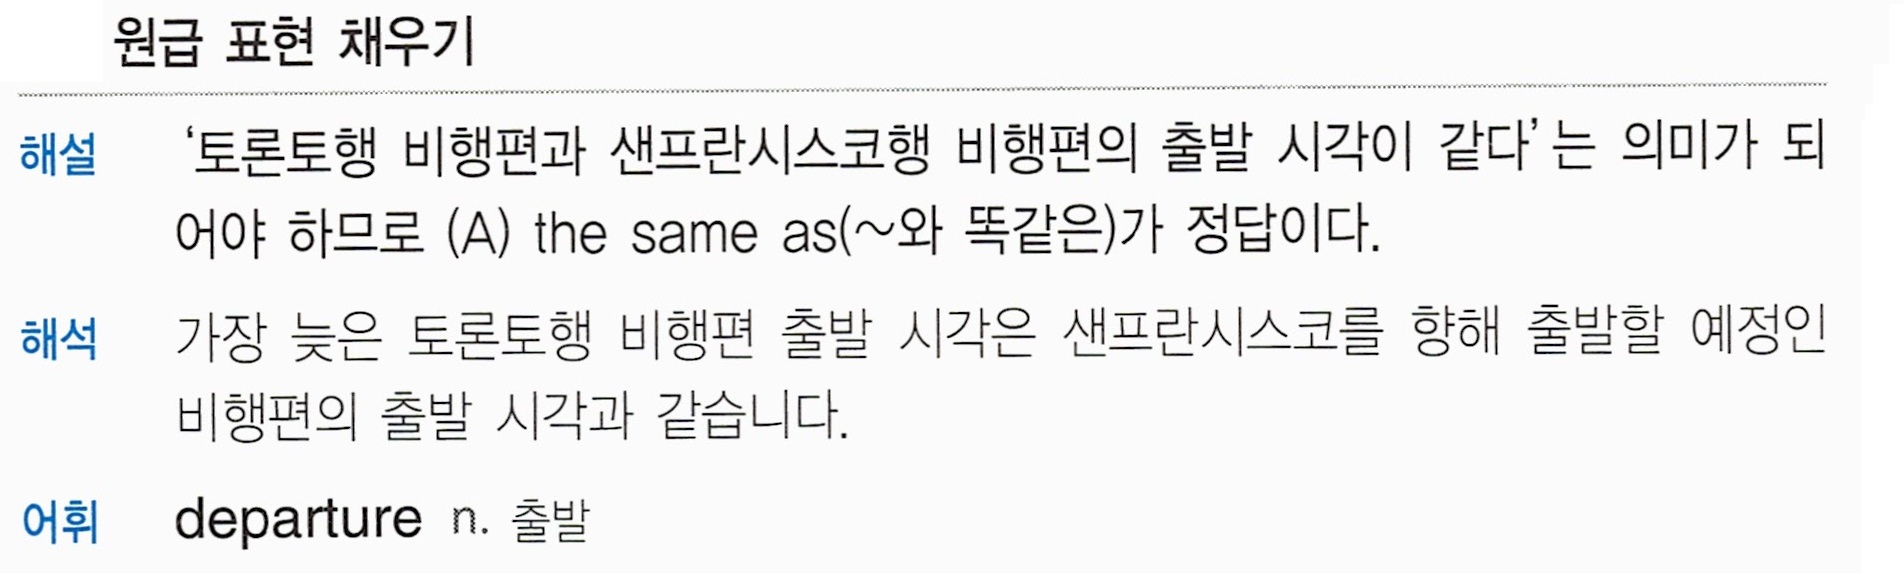 원급 표현 채우기
해설 '토론토행 비행편과 샌프란시스코행 비행편의 출발 시각이 같다'는 의미가 되
어야 하므로 (A) the same as(~와 똑같은)가 정답이다.
해석 가장 늦은 토론토행 비행편 출발 시각은 샌프란시스코를 향해 출발할 예정인
비행편의 출발 시각과 같습니다.
어휘 departure n. 출발